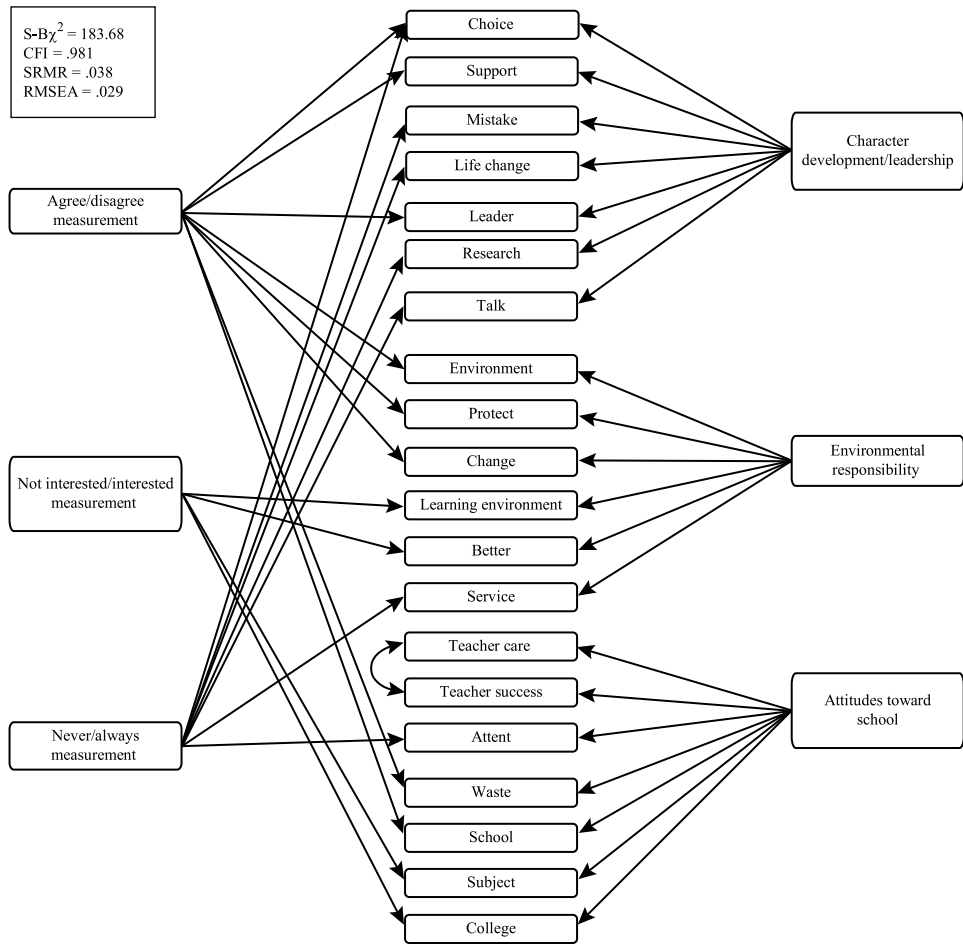 S-Bχ² = 183.68
CFI = .981
SRMR = .038
RMSEA = .029
Agree/disagree
measurement
Not interested/interested
measurement
Never/always
measurement
Choice
Support
Mistake
Life change
Leader
Research
Talk
Environment
Protect
Change
Learning environment
Better
Service
Teacher care
Teacher success
Attent
Waste
School
Subject
College
Character
development/leadership
Environmental
responsibility
Attitudes toward
school